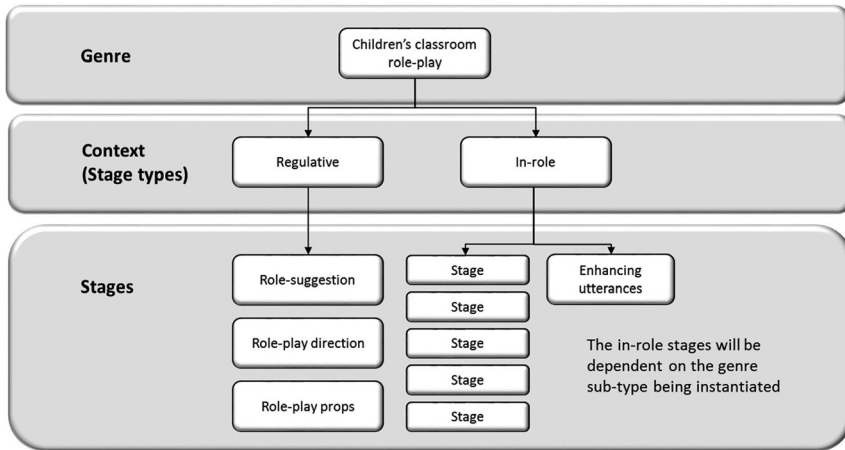 Genre
Children's classroom
role-play
Context
(Stage types)
Regulative
In-role
Stages
Role-suggestion
Role-play direction
Role-play props
Stage
Stage
Stage
Stage
Stage
Enhancing
utterances
The in-role stages will be
dependent on the genre
sub-type being instantiated